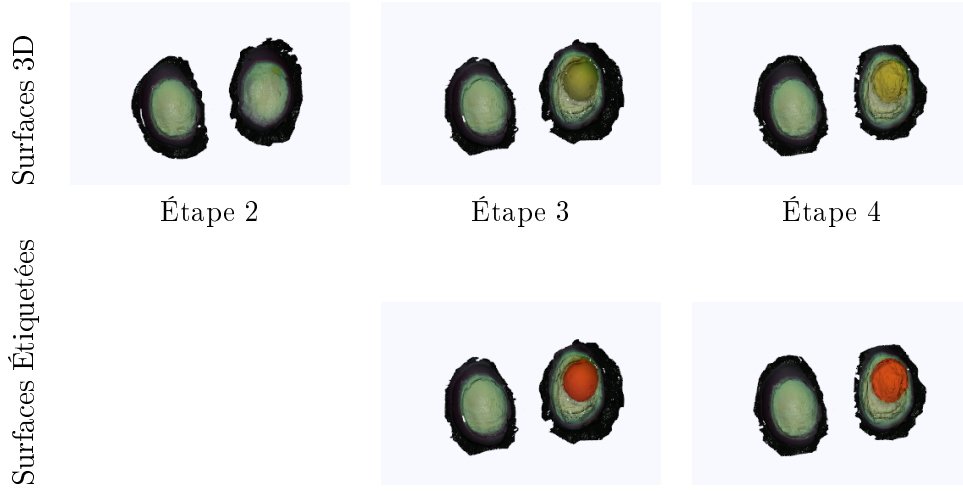 Surfaces 3D
Étape 2
Étape 3
Étape 4
Surfaces Étiquetées